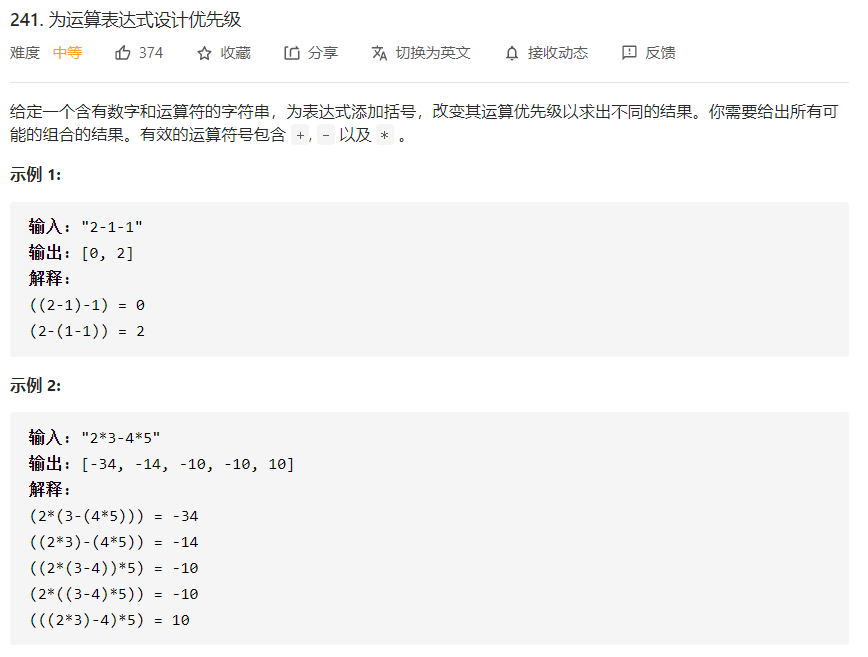 241. 为运算表达式设计优先级
难度 中等 374 收藏 分享 切换为英文 接收动态 反馈
给定一个含有数字和运算符的字符串，为表达式添加括号，改变其运算优先级以求出不同的结果。你需要给出所有可
能的组合的结果。有效的运算符号包含 +, - 以及 * 。
示例 1:
输入: "2-1-1"
输出: [0, 2]
解释:
((2-1)-1) = 0
(2-(1-1)) = 2
示例 2:
输入: "2*3-4*5"
输出: [-34, -14, -10, -10, 10]
解释:
(2*(3-(4*5))) = -34
((2*3)-(4*5)) = -14
((2*(3-4))*5) = -10
(2*((3-4)*5)) = -10
(((2*3)-4)*5) = 10